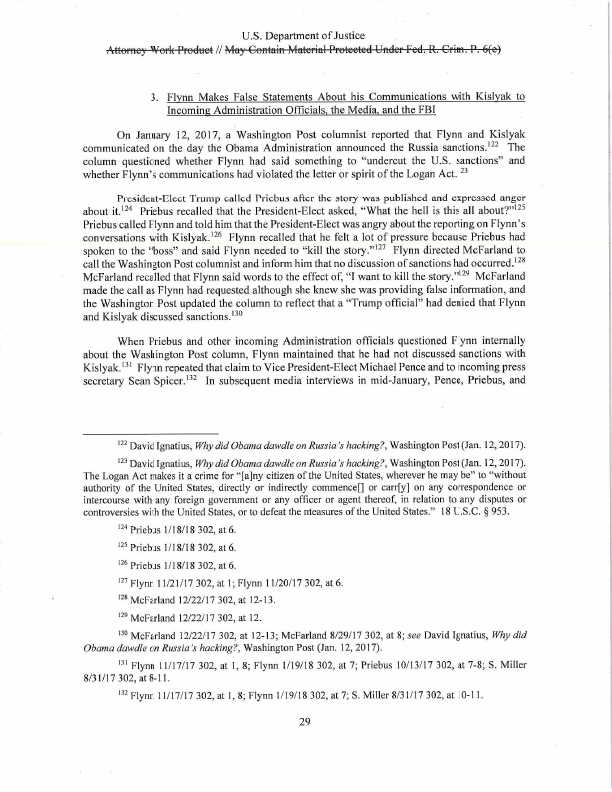 U.S. Department of Justice
Attorney Work Product // May Contain Material Protected Under Fed. R. Crim. P. 6(e)
3. Flynn Makes False Statements About his Communications with Kislyak to
Incoming Administration Officials, the Media, and the FBI
On January 12, 2017, a Washington Post columnist reported that Flynn and Kislyak
communicated on the day the Obama Administration announced the Russia sanctions.122 The
column questioned whether Flynn had said something to "undercut the U.S. sanctions" and
whether Flynn's communications had violated the letter or spirit of the Logan Act. 23
President-Elect Trump called Priebus after the story was published and expressed anger
about it.124 Priebus recalled that the President-Elect asked, "What the hell is this all about?"125
Priebus called Flynn and told him that the President-Elect was angry about the reporting on Flynn's
conversations with Kislyak.126 Flynn recalled that he felt a lot of pressure because Priebus had
spoken to the "boss" and said Flynn needed to "kill the story."127 Flynn directed McFarland to
call the Washington Post columnist and inform him that no discussion of sanctions had occurred.128
McFarland recalled that Flynn said words to the effect of, "I want to kill the story."129 McFarland
made the call as Flynn had requested although she knew she was providing false information, and
the Washington Post updated the column to reflect that a "Trump official" had denied that Flynn
and Kislyak discussed sanctions.130
When Priebus and other incoming Administration officials questioned Flynn internally
about the Washington Post column, Flynn maintained that he had not discussed sanctions with
Kislyak.131 Flynn repeated that claim to Vice President-Elect Michael Pence and to incoming press
secretary Sean Spicer.132 In subsequent media interviews in mid-January, Pence, Priebus, and
122 David Ignatius, Why did Obama dawdle on Russia's hacking?, Washington Post (Jan. 12, 2017).
123 David Ignatius, Why did Obama dawdle on Russia's hacking?, Washington Post (Jan. 12, 2017).
The Logan Act makes it a crime for "[a]ny citizen of the United States, wherever he may be" to "without
authority of the United States, directly or indirectly commence[] or carr[y] on any correspondence or
intercourse with any foreign government or any officer or agent thereof, in relation to any disputes or
controversies with the United States, or to defeat the measures of the United States." 18 U.S.C. § 953.
124 Priebus 1/18/18 302, at 6.
125 Priebus 1/18/18 302, at 6.
126 Priebus 1/18/18 302, at 6.
127 Flynn 11/21/17 302, at 1; Flynn 11/20/17 302, at 6.
128 McFarland 12/22/17 302, at 12-13.
129 McFarland 12/22/17 302, at 12.
130 McFarland 12/22/17 302, at 12-13; McFarland 8/29/17 302, at 8; see David Ignatius, Why did
Obama dawdle on Russia's hacking?, Washington Post (Jan. 12, 2017).
131 Flynn 11/17/17 302, at 1, 8; Flynn 1/19/18 302, at 7; Priebus 10/13/17 302, at 7-8; S. Miller
8/31/17 302, at 8-11.
132 Flynn 11/17/17 302, at 1, 8; Flynn 1/19/18 302, at 7; S. Miller 8/31/17 302, at 10-11.
29